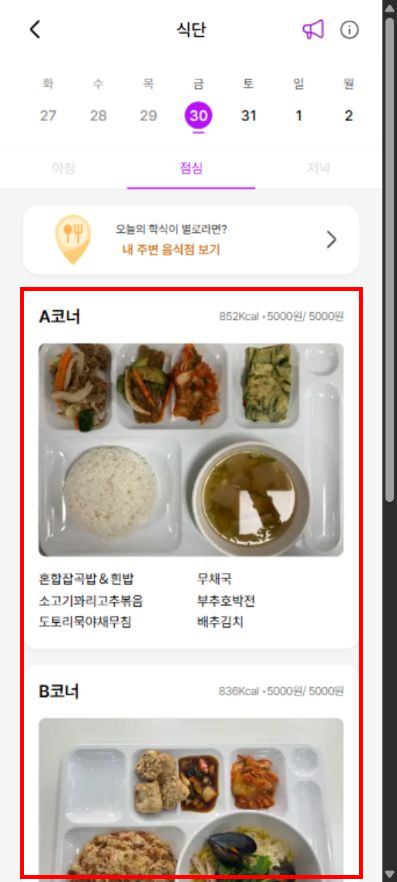 식단
화 수 목 금 토 일 월
27 28 29 30 31 1 2
아침 점심 저녁
오늘의 학식이 별로라면?
내 주변 음식점 보기
A코너 852Kcal •5000원/ 5000원
혼합잡곡밥 & 흰밥 무채국
소고기꽈리고추볶음 부추호박전
도토리묵야채무침 배추김치
B코너 836Kcal •5000원/ 5000원